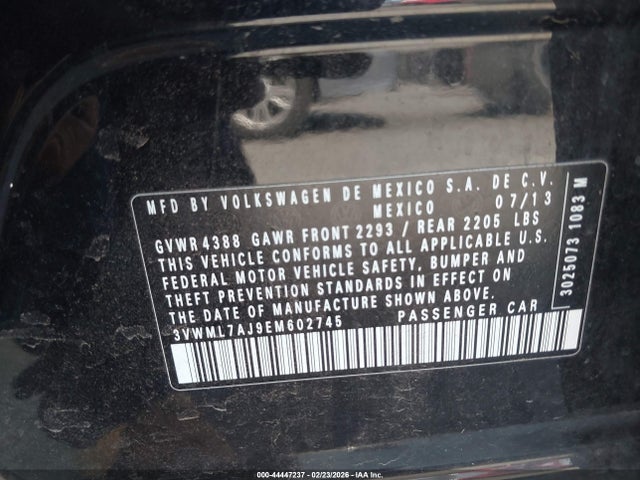 MFD BY VOLKSWAGEN DE MEXICO S.A. DE C.V.
MEXICO 07/13
GVWR 4388 GAWR FRONT 2293 / REAR 2205 LBS
THIS VEHICLE CONFORMS TO ALL APPLICABLE U.S.
FEDERAL MOTOR VEHICLE SAFETY, BUMPER AND
THEFT PREVENTION STANDARDS IN EFFECT ON
THE DATE OF MANUFACTURE SHOWN ABOVE.
3VWML7AJ9EM602745 PASSENGER CAR
3025073 1083 M
000-44447237 - 02/23/2026 - IAA Inc.